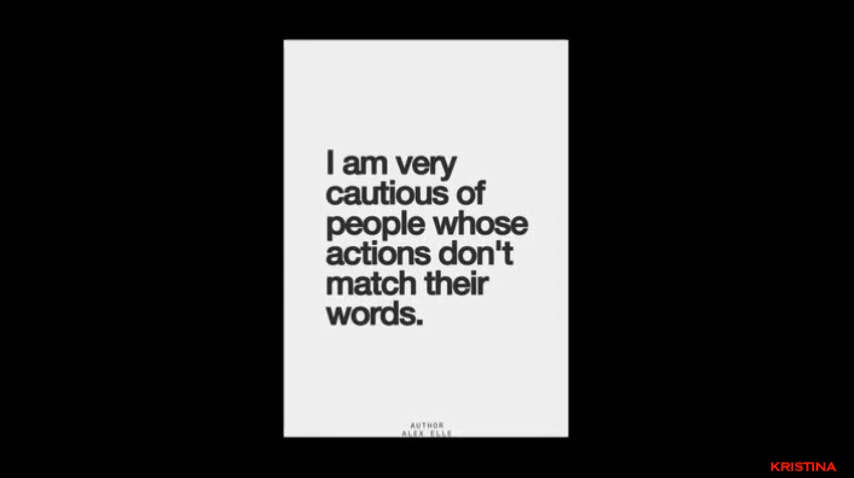 I am very
cautious of
people whose
actions don't
match their
words.
AUTHOR
ALEX ELLE
KRISTINA